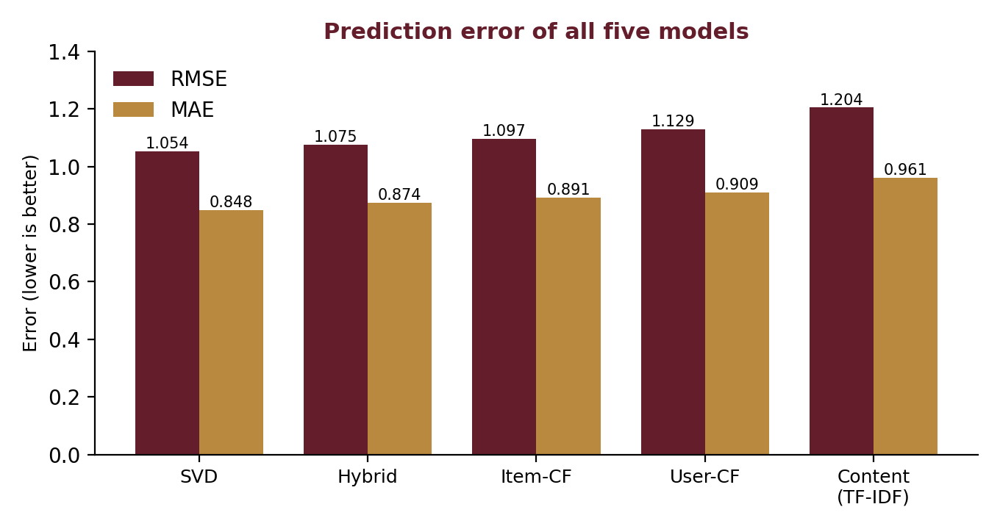 Prediction error of all five models
Error (lower is better)
1.4
1.2
1.0
0.8
0.6
0.4
0.2
0.0
RMSE
MAE
1.054
0.848
1.075
0.874
1.097
0.891
1.129
0.909
1.204
0.961
SVD
Hybrid
Item-CF
User-CF
Content
(TF-IDF)